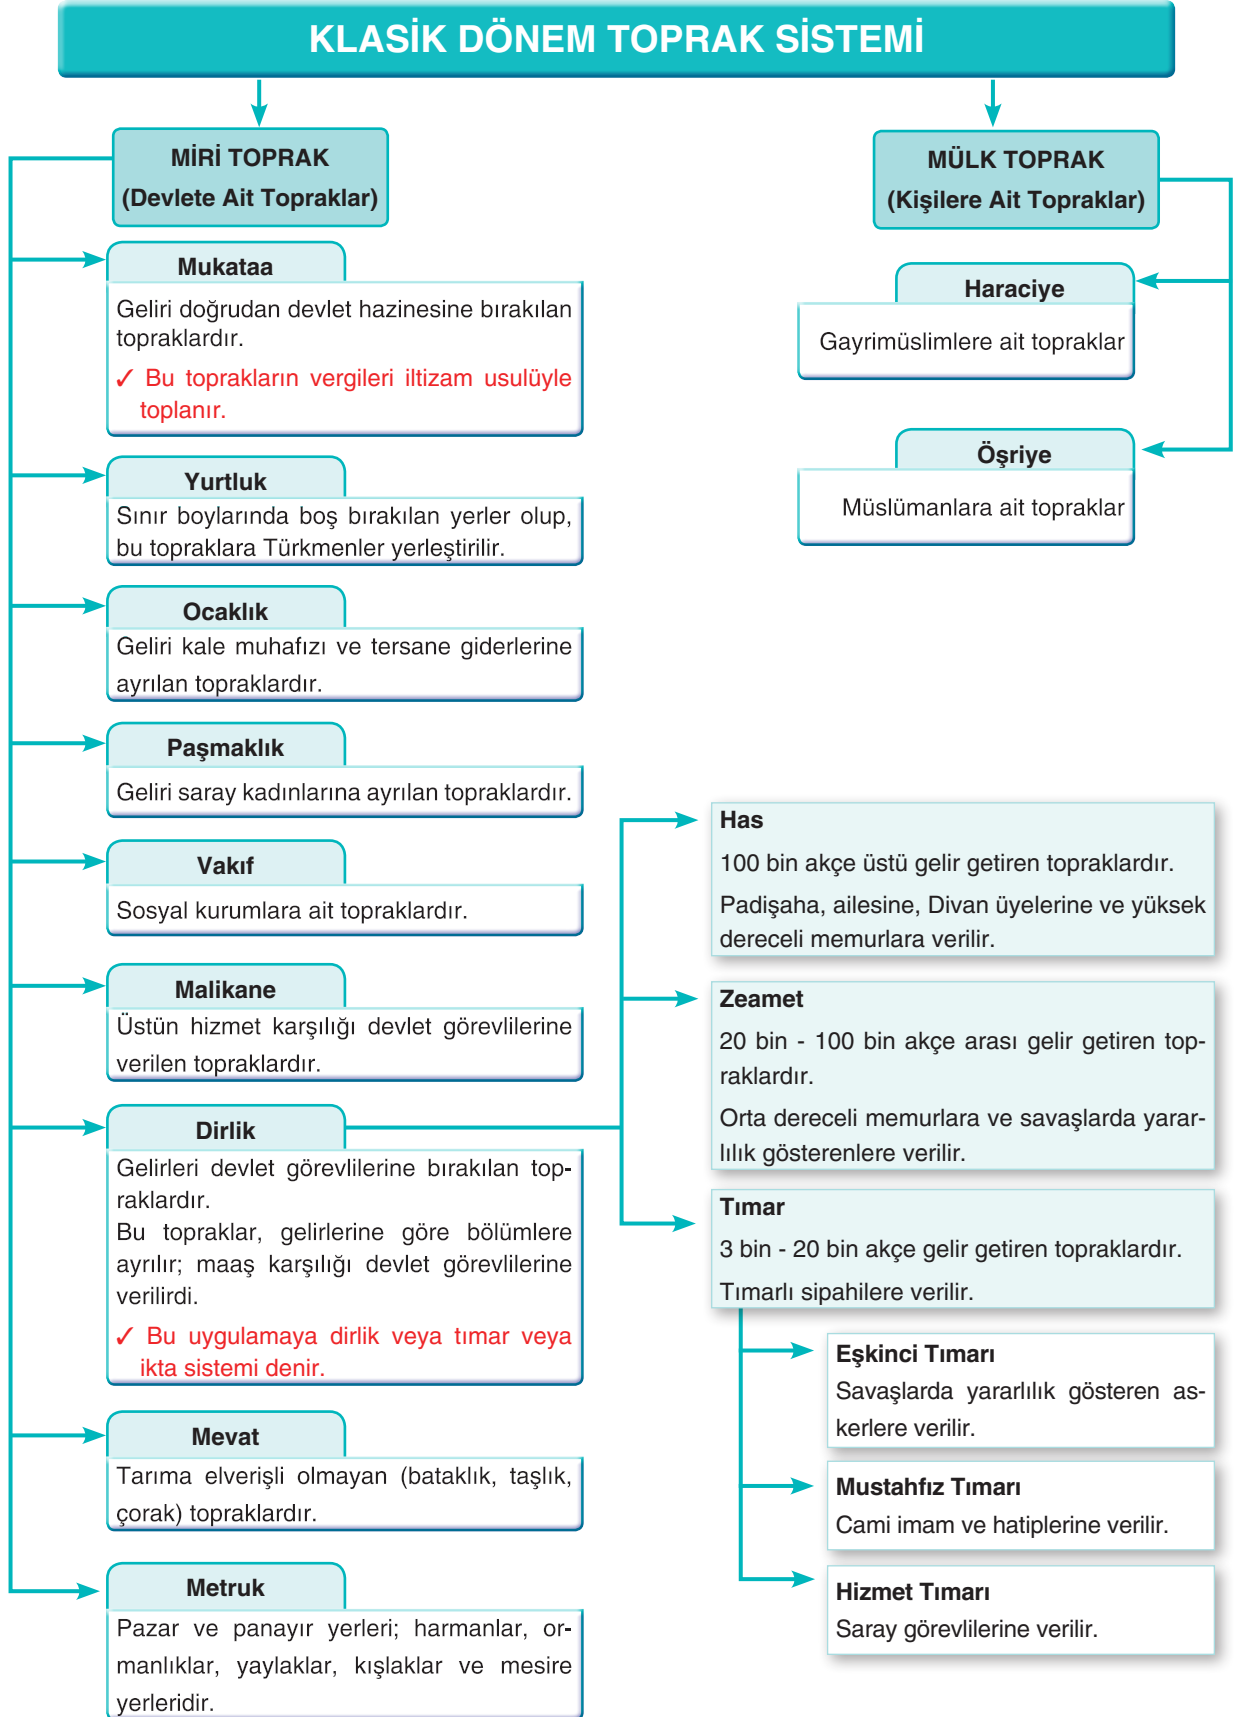 KLASİK DÖNEM TOPRAK SİSTEMİ
MİRİ TOPRAK
(Devlete Ait Topraklar)
Mukataa
Geliri doğrudan devlet hazinesine bırakılan
topraklardır.
✓ Bu toprakların vergileri iltizam usulüyle
toplanır.
Yurtluk
Sınır boylarında boş bırakılan yerler olup,
bu topraklara Türkmenler yerleştirilir.
Ocaklık
Geliri kale muhafızı ve tersane giderlerine
ayrılan topraklardır.
Paşmaklık
Geliri saray kadınlarına ayrılan topraklardır.
Vakıf
Sosyal kurumlara ait topraklardır.
Malikane
Üstün hizmet karşılığı devlet görevlilerine
verilen topraklardır.
Dirlik
Gelirleri devlet görevlilerine bırakılan top-
raklardır.
Bu topraklar, gelirlerine göre bölümlere
ayrılır; maaş karşılığı devlet görevlilerine
verilirdi.
✓ Bu uygulamaya dirlik veya tımar veya
ikta sistemi denir.
Mevat
Tarıma elverişli olmayan (bataklık, taşlık,
çorak) topraklardır.
Metruk
Pazar ve panayır yerleri; harmanlar, or-
manlıklar, yaylaklar, kışlaklar ve mesire
yerleridir.
MÜLK TOPRAK
(Kişilere Ait Topraklar)
Haraciye
Gayrimüslimlere ait topraklar
Öşriye
Müslümanlara ait topraklar
Has
100 bin akçe üstü gelir getiren topraklardır.
Padişaha, ailesine, Divan üyelerine ve yüksek
dereceli memurlara verilir.
Zeamet
20 bin - 100 bin akçe arası gelir getiren top-
raklardır.
Orta dereceli memurlara ve savaşlarda yarar-
lılık gösterenlere verilir.
Tımar
3 bin - 20 bin akçe gelir getiren topraklardır.
Tımarlı sipahilere verilir.
Eşkinci Tımarı
Savaşlarda yararlılık gösteren as-
kerlere verilir.
Mustahfız Tımarı
Cami imam ve hatiplerine verilir.
Hizmet Tımarı
Saray görevlilerine verilir.